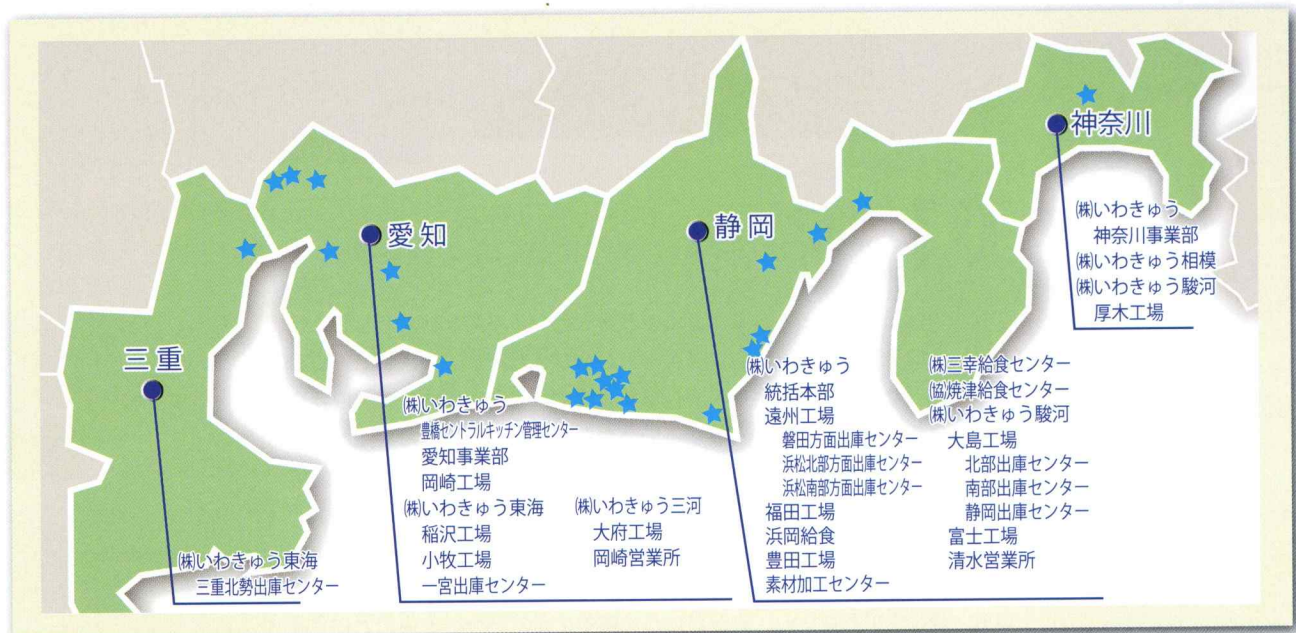 三重
㈱いわきゅう東海
三重北勢出庫センター
愛知
㈱いわきゅう
豊橋セントラルキッチン管理センター
愛知事業部
岡崎工場
㈱いわきゅう東海
稲沢工場
小牧工場
一宮出庫センター
㈱いわきゅう三河
大府工場
岡崎営業所
静岡
㈱いわきゅう
統括本部
遠州工場
磐田方面出庫センター
浜松北部方面出庫センター
浜松南部方面出庫センター
福田工場
浜岡給食
豊田工場
素材加工センター
㈱三幸給食センター
㈿焼津給食センター
㈱いわきゅう駿河
大島工場
北部出庫センター
南部出庫センター
静岡出庫センター
富士工場
清水営業所
神奈川
㈱いわきゅう
神奈川事業部
㈱いわきゅう相模
㈱いわきゅう駿河
厚木工場